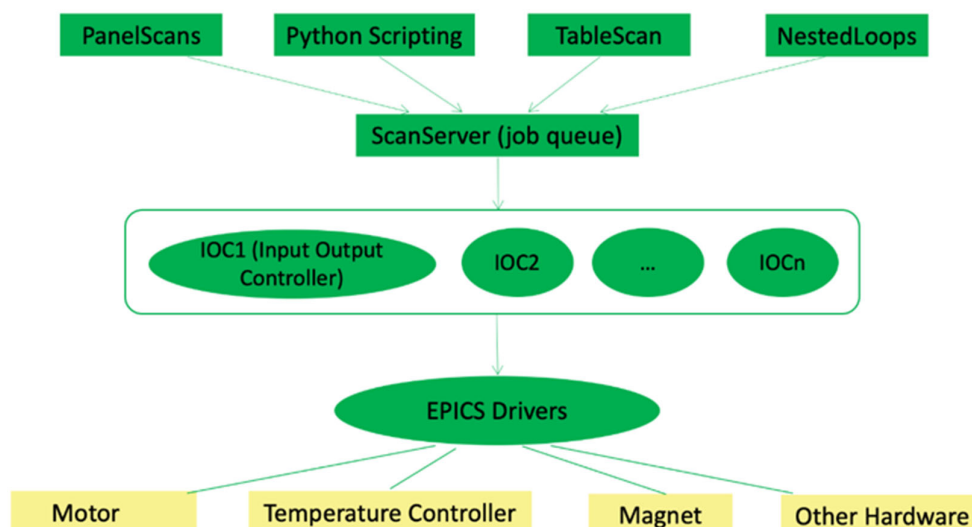 PanelScans
Python Scripting
TableScan
NestedLoops
ScanServer (job queue)
IOC1 (Input Output
Controller)
IOC2
...
IOCn
EPICS Drivers
Motor
Temperature Controller
Magnet
Other Hardware